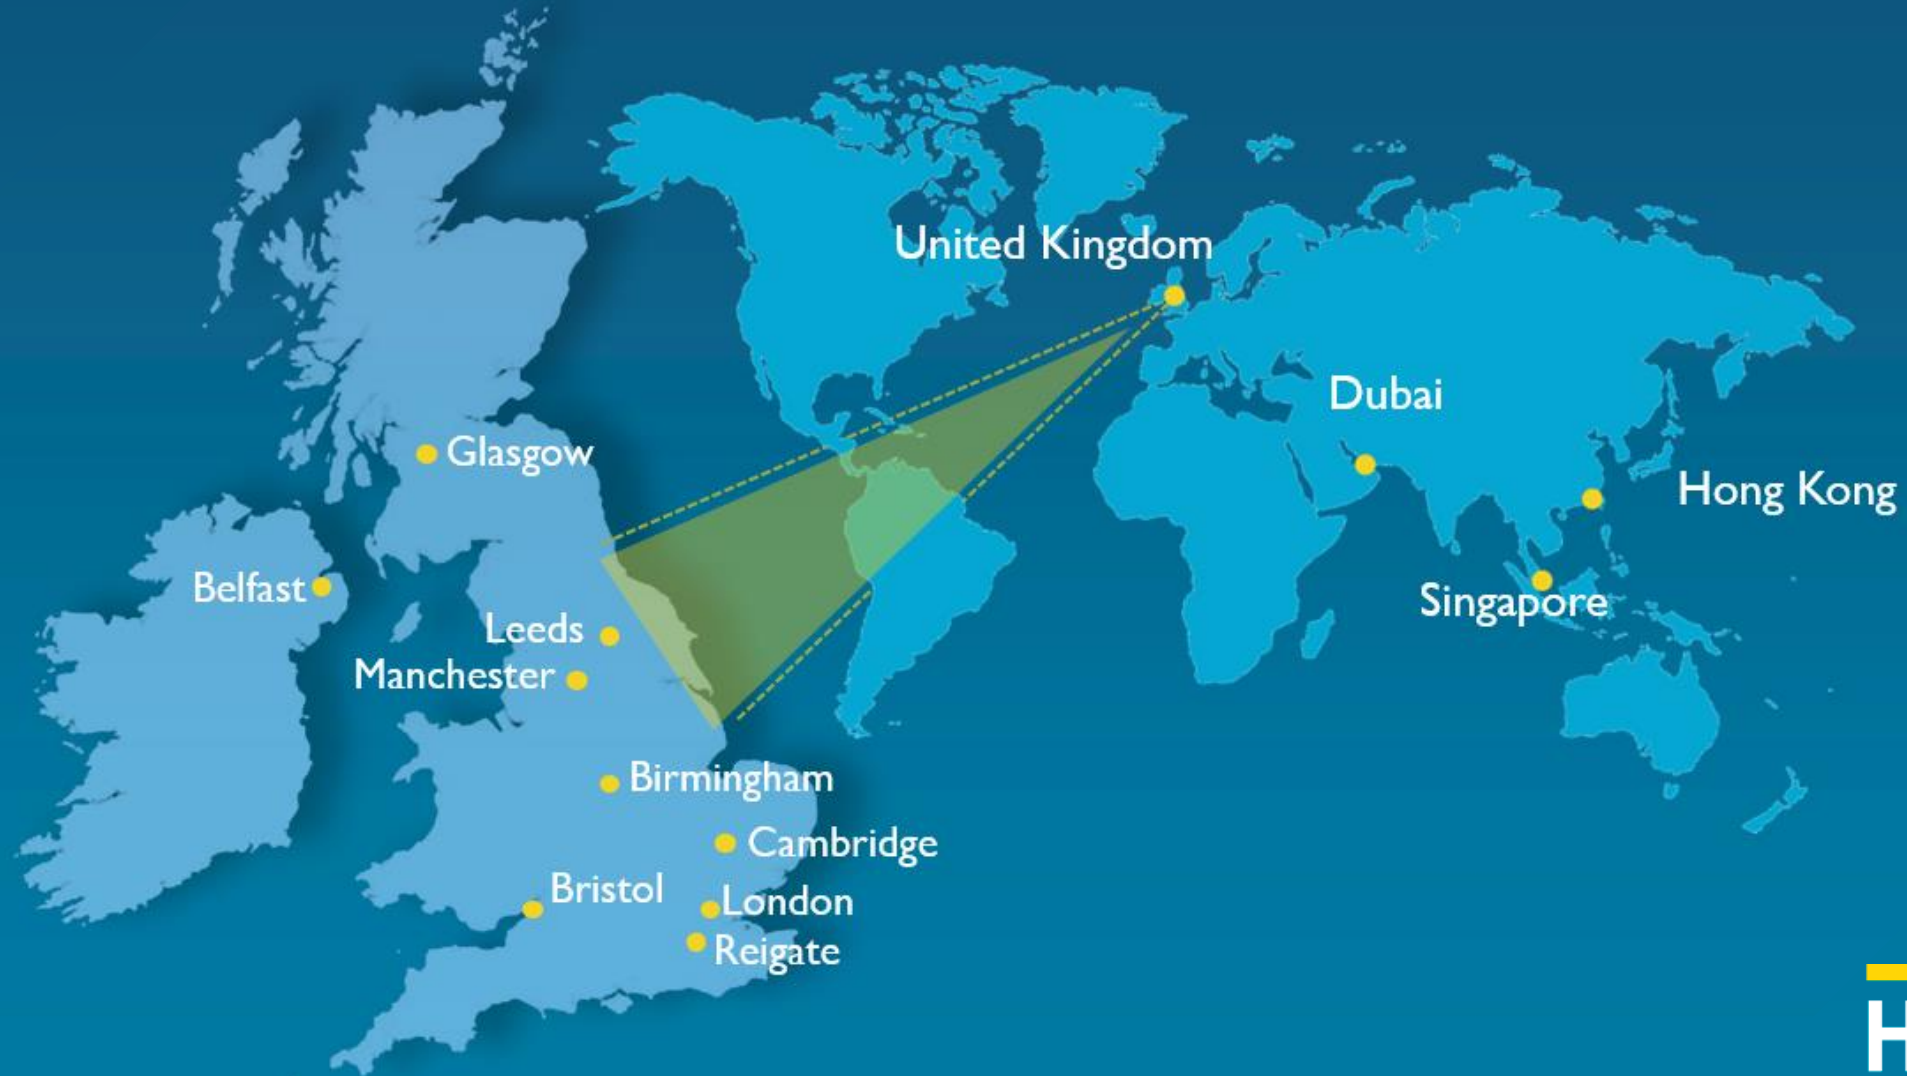 United Kingdom
Dubai
Glasgow
Hong Kong
Belfast
Singapore
Leeds
Manchester
Birmingham
Cambridge
Bristol
London
Reigate
H